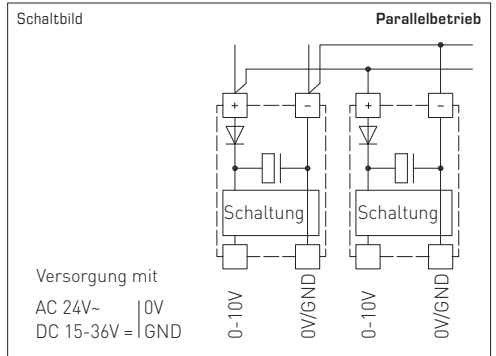 Schaltbild
Parallelbetrieb
+ − + −
Schaltung Schaltung
Versorgung mit
AC 24V~ 0V
DC 15-36V = GND
0-10V
0V/GND
0-10V
0V/GND